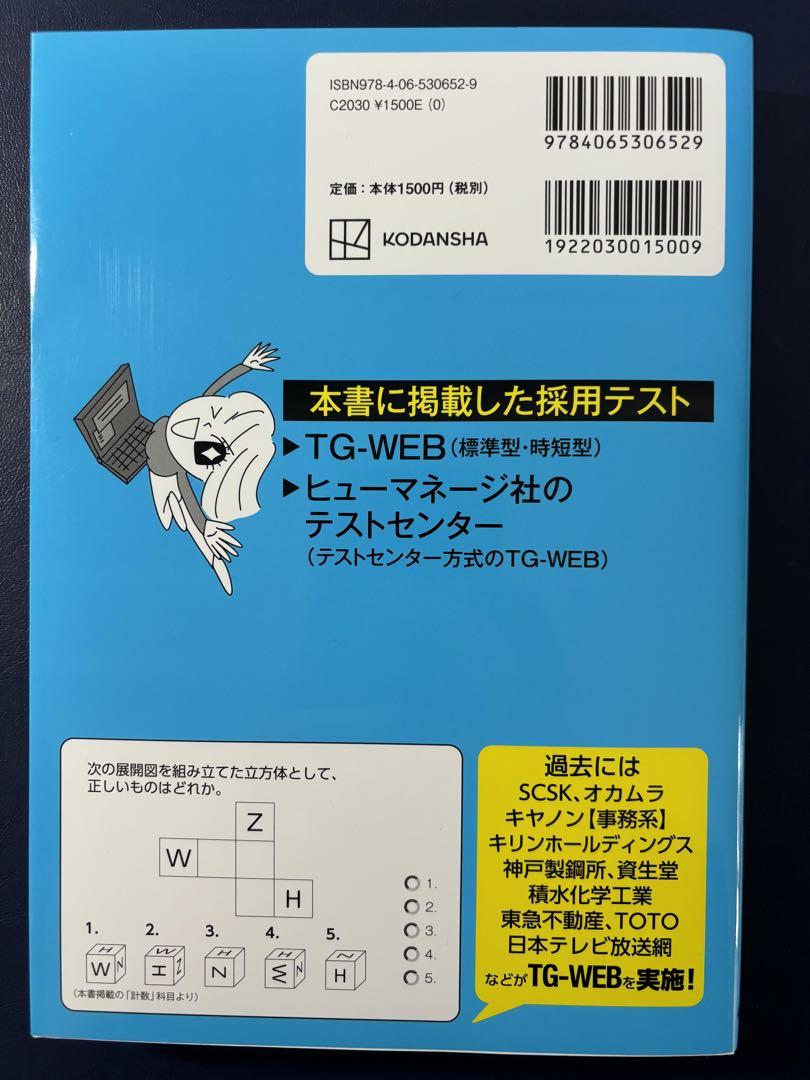 ISBN978-4-06-530652-9
C2030 ¥1500E (0)
9784065306529
定価：本体1500円（税別）
1922030015009
KODANSHA
本書に掲載した採用テスト
▶TG-WEB（標準型・時短型）
▶ヒューマネージ社の
テストセンター
（テストセンター方式のTG-WEB）
次の展開図を組み立てた立方体として、
正しいものはどれか。
Z
W
H
1.
2.
3.
4.
5.
1. 2. 3. 4. 5.
H W N
W H Z
H N
H W N
N H
（本書掲載の「計数」科目より）
過去には
SCSK、オカムラ
キヤノン【事務系】
キリンホールディングス
神戸製鋼所、資生堂
積水化学工業
東急不動産、TOTO
日本テレビ放送網
などがTG-WEBを実施！